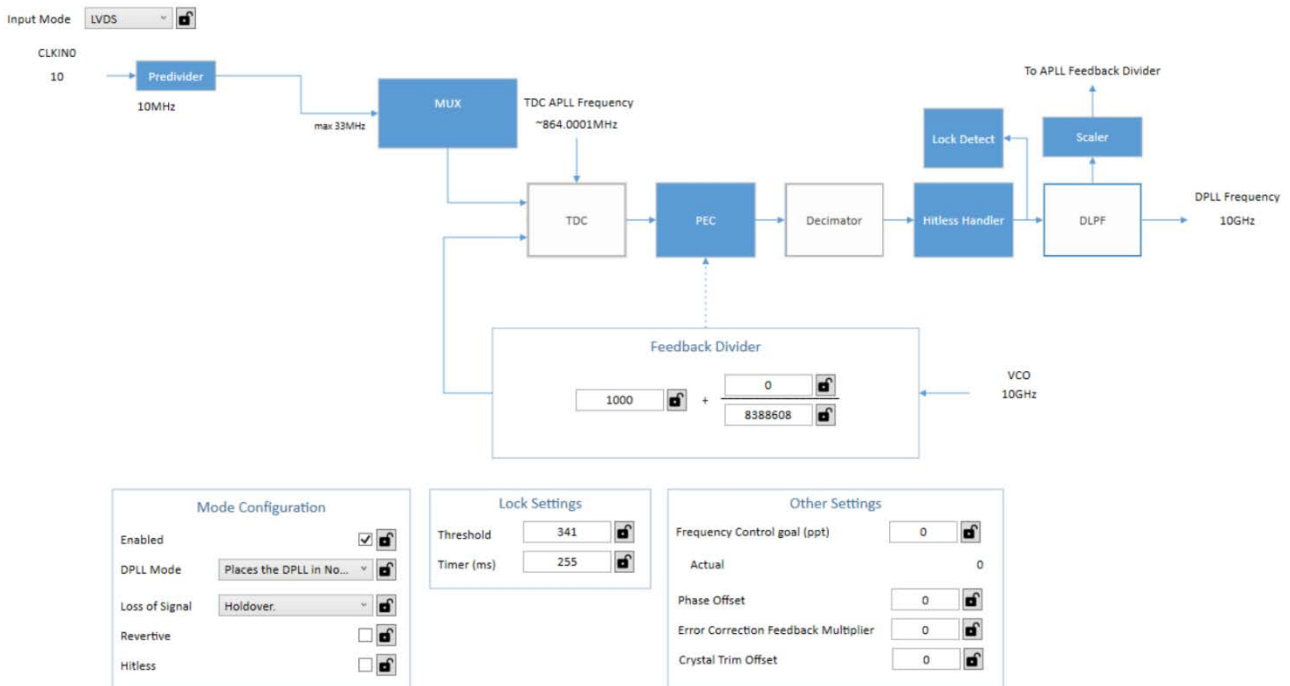 Input Mode LVDS
CLKIN0
10
Predivider
10MHz
max 33MHz
MUX
TDC APLL Frequency
~864.0001MHz
To APLL Feedback Divider
Lock Detect
Scaler
TDC
PEC
Decimator
Hitless Handler
DLPF
DPLL Frequency
10GHz
Feedback Divider
1000 + 0
8388608
VCO
10GHz
Mode Configuration
Enabled
DPLL Mode Places the DPLL in No...
Loss of Signal Holdover.
Revertive
Hitless
Lock Settings
Threshold 341
Timer (ms) 255
Other Settings
Frequency Control goal (ppt) 0
Actual 0
Phase Offset 0
Error Correction Feedback Multiplier 0
Crystal Trim Offset 0